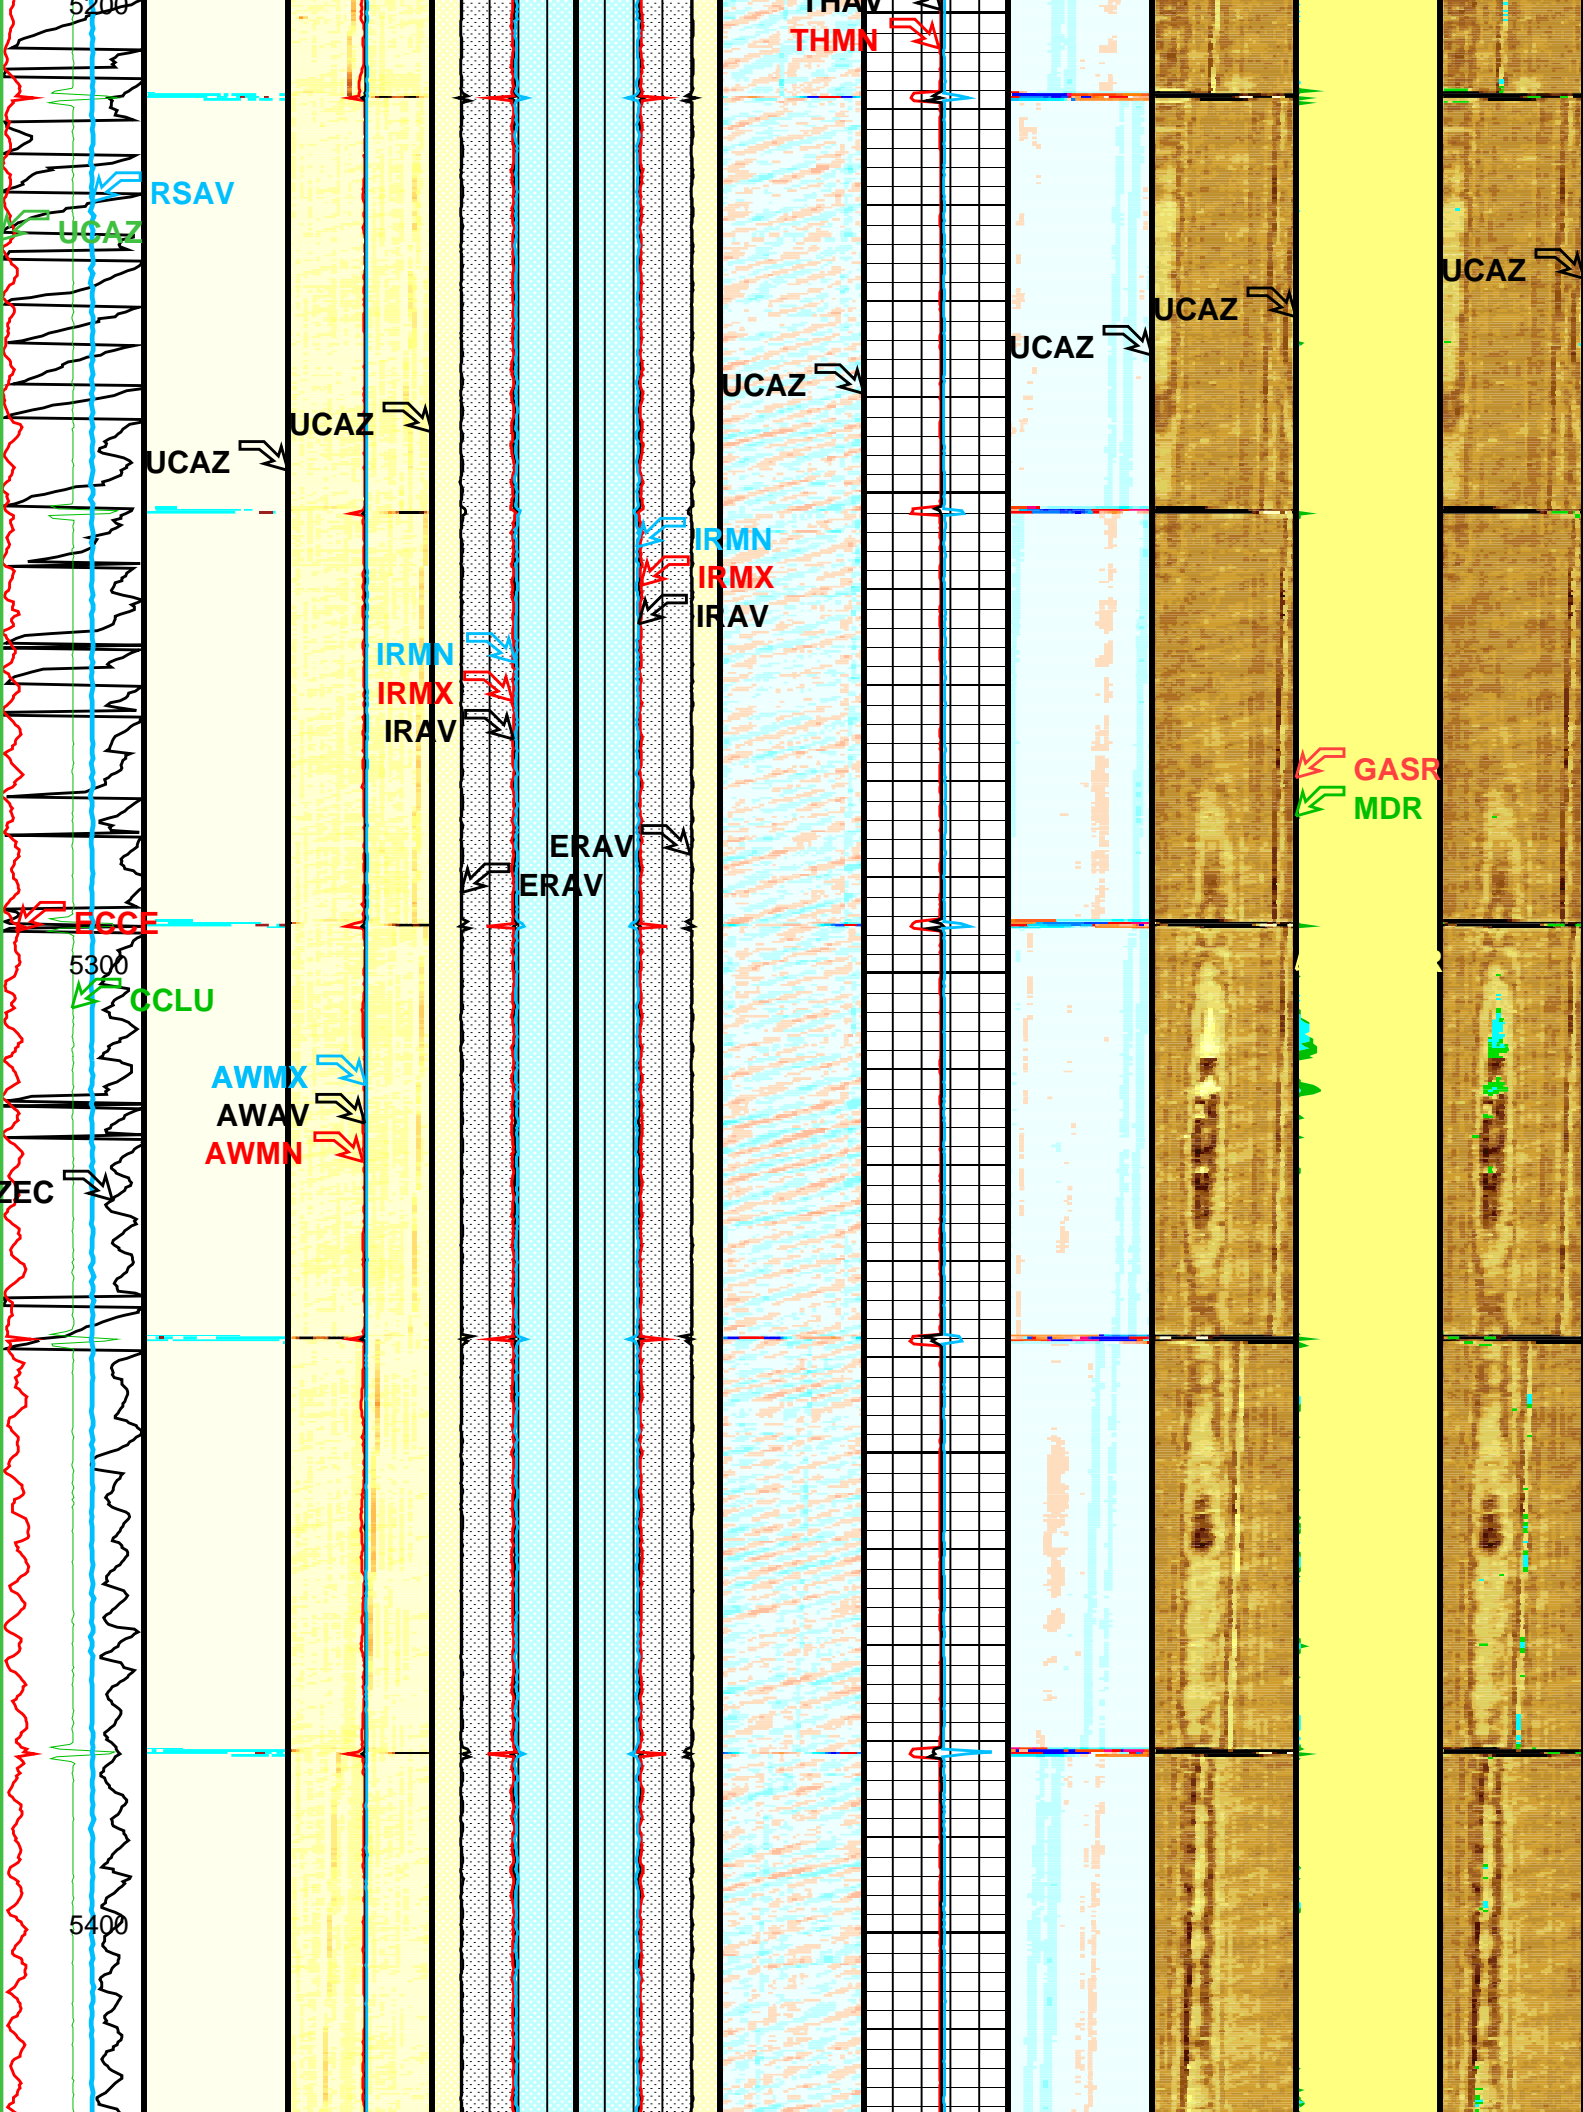 5200
THAV
THMN
RSAV
UCAZ
UCAZ
UCAZ
UCAZ
UCAZ
UCAZ
UCAZ
IRMN
IRMX
IRAV
IRMN
IRMX
IRAV
GASR
MDR
ERAV
ERAV
ECCE
5300
CCLU
AWMX
AWAV
AWMN
ZEC
5400